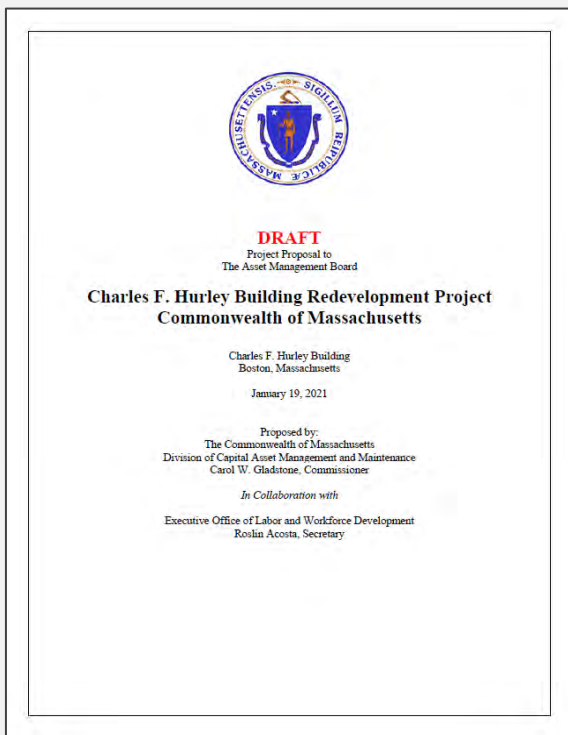 SIGILLUM REIPUBLICÆ MASSACHUSETTENSIS.
DRAFT
Project Proposal to
The Asset Management Board
Charles F. Hurley Building Redevelopment Project
Commonwealth of Massachusetts
Charles F. Hurley Building
Boston, Massachusetts
January 19, 2021
Proposed by:
The Commonwealth of Massachusetts
Division of Capital Asset Management and Maintenance
Carol W. Gladstone, Commissioner
In Collaboration with
Executive Office of Labor and Workforce Development
Roslin Acosta, Secretary